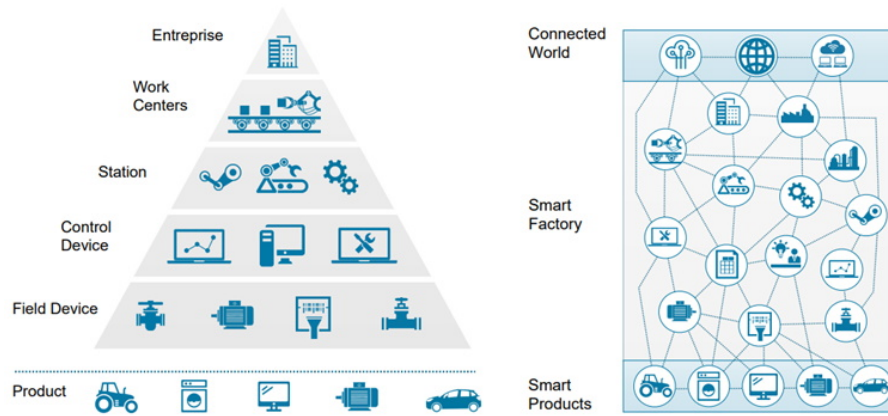 Entreprise
Work
Centers
Station
Control
Device
Field Device
Product
Connected
World
Smart
Factory
Smart
Products